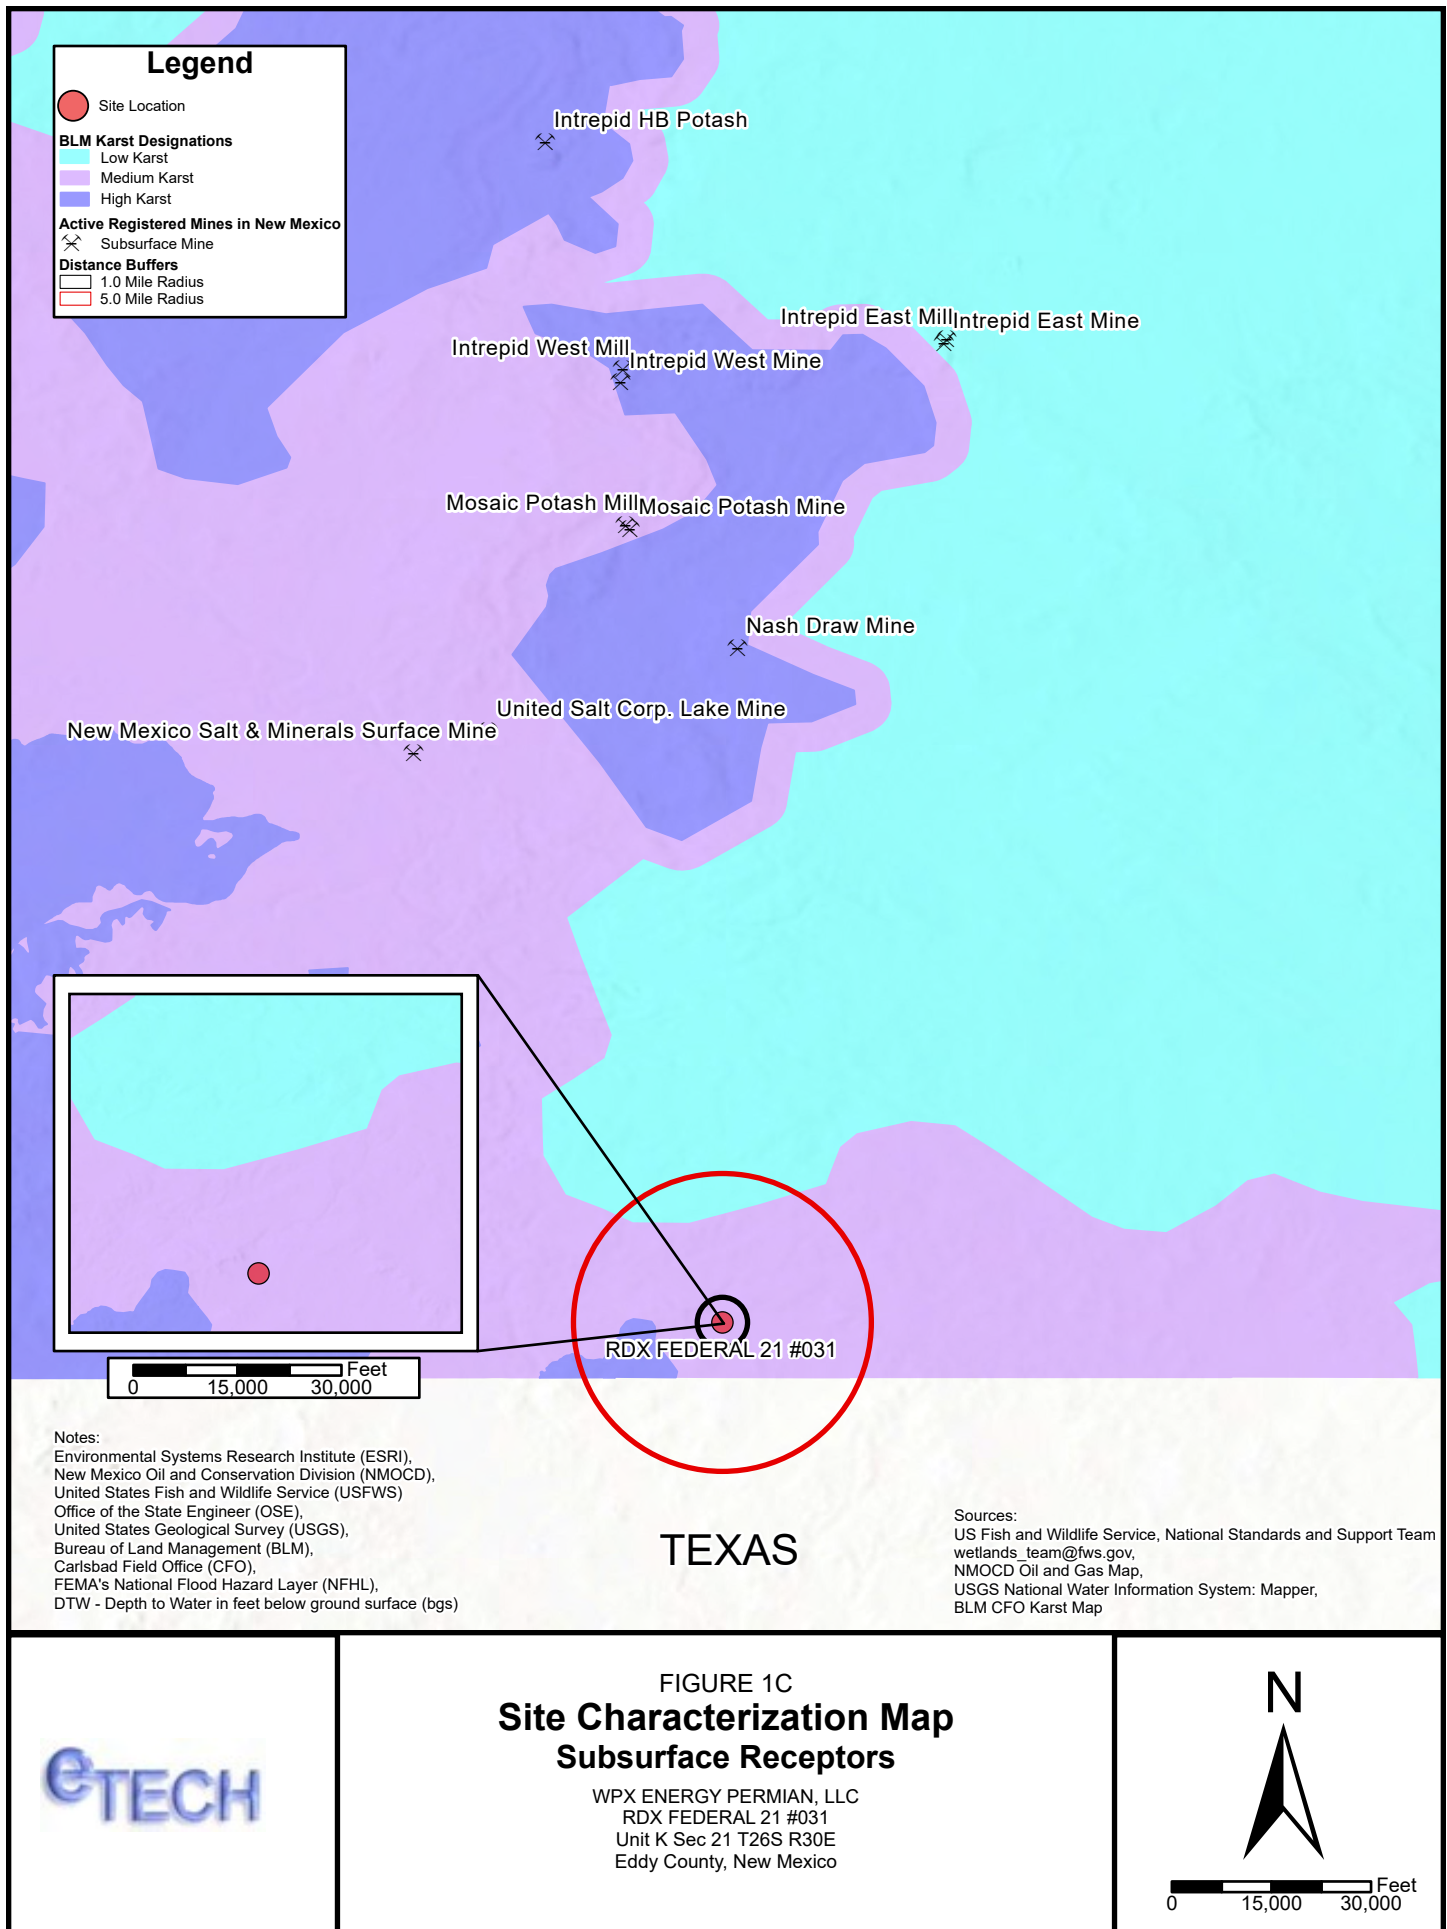 Legend
Site Location
BLM Karst Designations
Low Karst
Medium Karst
High Karst
Active Registered Mines in New Mexico
Subsurface Mine
Distance Buffers
1.0 Mile Radius
5.0 Mile Radius
Intrepid HB Potash
Intrepid East Mill
Intrepid East Mine
Intrepid West Mill
Intrepid West Mine
Mosaic Potash Mill
Mosaic Potash Mine
Nash Draw Mine
United Salt Corp. Lake Mine
New Mexico Salt & Minerals Surface Mine
RDX FEDERAL 21 #031
Feet
0 15,000 30,000
Notes:
Environmental Systems Research Institute (ESRI),
New Mexico Oil and Conservation Division (NMOCD),
United States Fish and Wildlife Service (USFWS)
Office of the State Engineer (OSE),
United States Geological Survey (USGS),
Bureau of Land Management (BLM),
Carlsbad Field Office (CFO),
FEMA's National Flood Hazard Layer (NFHL),
DTW - Depth to Water in feet below ground surface (bgs)
TEXAS
Sources:
US Fish and Wildlife Service, National Standards and Support Team
wetlands_team@fws.gov,
NMOCD Oil and Gas Map,
USGS National Water Information System: Mapper,
BLM CFO Karst Map
eTECH
FIGURE 1C
Site Characterization Map
Subsurface Receptors
WPX ENERGY PERMIAN, LLC
RDX FEDERAL 21 #031
Unit K Sec 21 T26S R30E
Eddy County, New Mexico
N
Feet
0 15,000 30,000